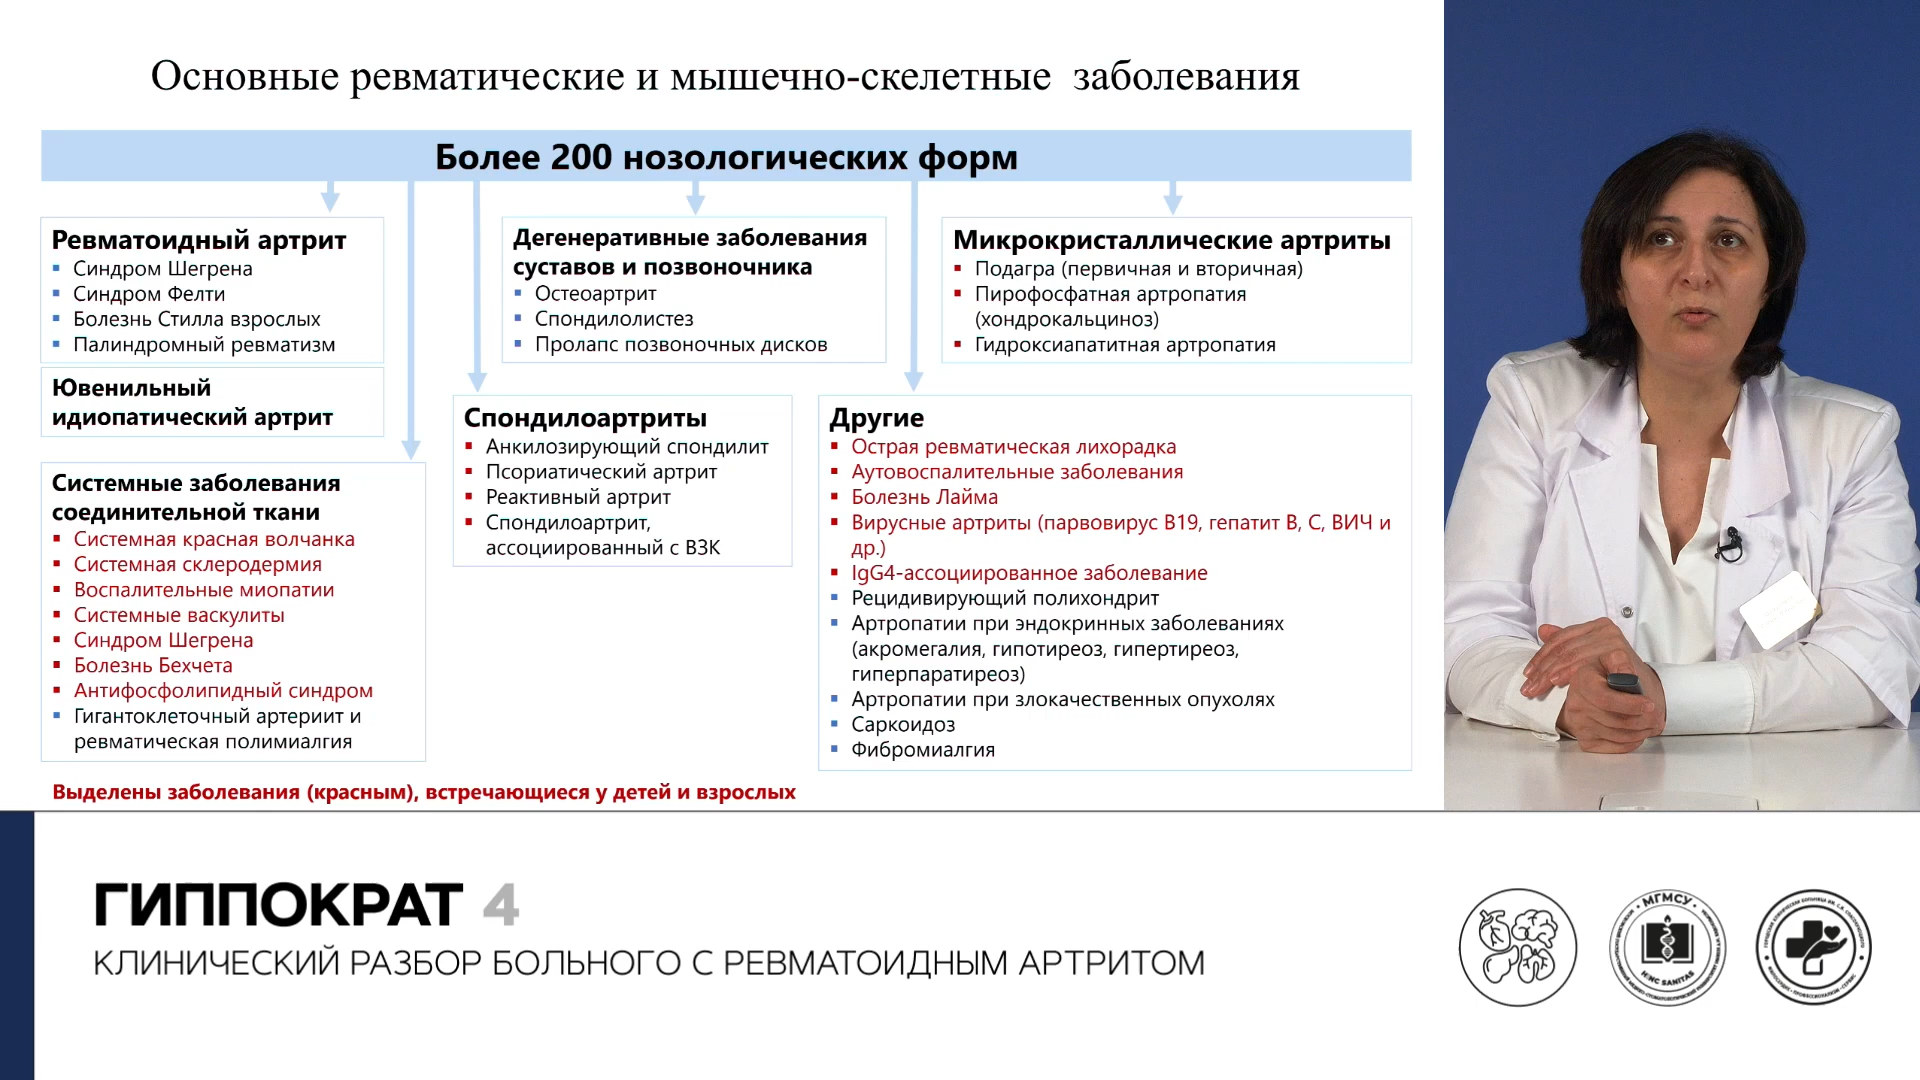 Основные ревматические и мышечно-скелетные заболевания
Более 200 нозологических форм
Ревматоидный артрит
Синдром Шегрена
Синдром Фелти
Болезнь Стилла взрослых
Палиндромный ревматизм
Ювенильный
идиопатический артрит
Системные заболевания
соединительной ткани
Системная красная волчанка
Системная склеродермия
Воспалительные миопатии
Системные васкулиты
Синдром Шегрена
Болезнь Бехчета
Антифосфолипидный синдром
Гигантоклеточный артериит и
ревматическая полимиалгия
Спондилоартриты
Анкилозирующий спондилит
Псориатический артрит
Реактивный артрит
Спондилоартрит,
ассоциированный с ВЗК
Дегенеративные заболевания
суставов и позвоночника
Остеоартрит
Спондилолистез
Пролапс позвоночных дисков
Микрокристаллические артриты
Подагра (первичная и вторичная)
Пирофосфатная артропатия
(хондрокальциноз)
Гидроксиапатитная артропатия
Другие
Острая ревматическая лихорадка
Аутовоспалительные заболевания
Болезнь Лайма
Вирусные артриты (парвовирус В19, гепатит В, С, ВИЧ и
др.)
IgG4-ассоциированное заболевание
Рецидивирующий полихондрит
Артропатии при эндокринных заболеваниях
(акромегалия, гипотиреоз, гипертиреоз,
гиперпаратиреоз)
Артропатии при злокачественных опухолях
Саркоидоз
Фибромиалгия
Выделены заболевания (красным), встречающиеся у детей и взрослых
ГИППОКРАТ 4
КЛИНИЧЕСКИЙ РАЗБОР БОЛЬНОГО С РЕВМАТОИДНЫМ АРТРИТОМ
МГМСУ
SANITAS